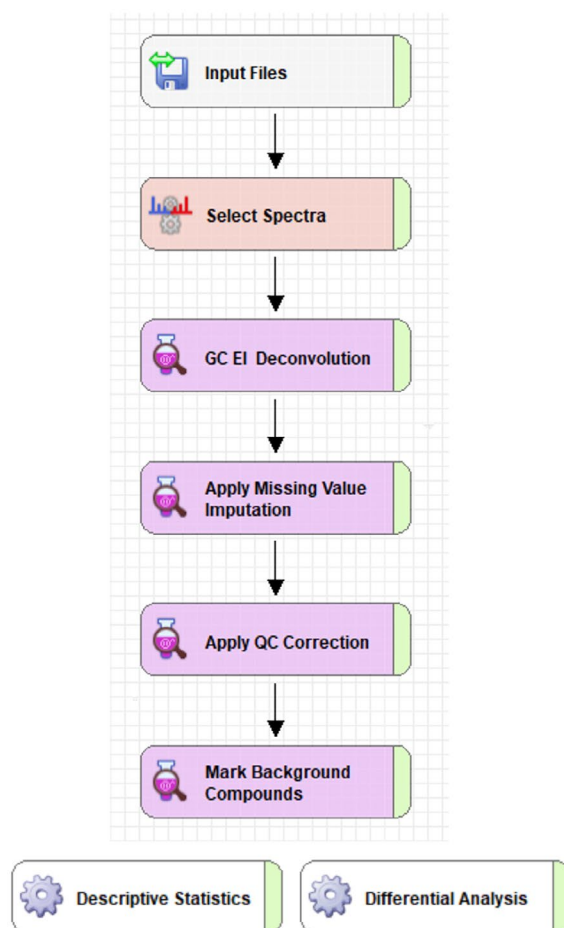 Input Files
Select Spectra
GC EI Deconvolution
Apply Missing Value
Imputation
Apply QC Correction
Mark Background
Compounds
Descriptive Statistics
Differential Analysis